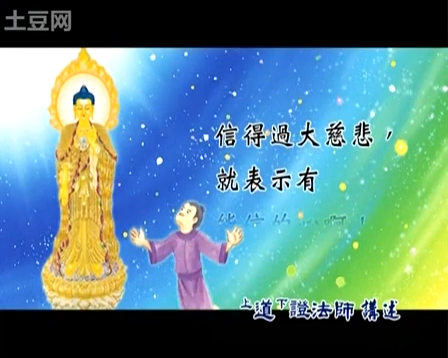 土豆网
信得過大慈悲，
就表示有
上道下證法師 講述